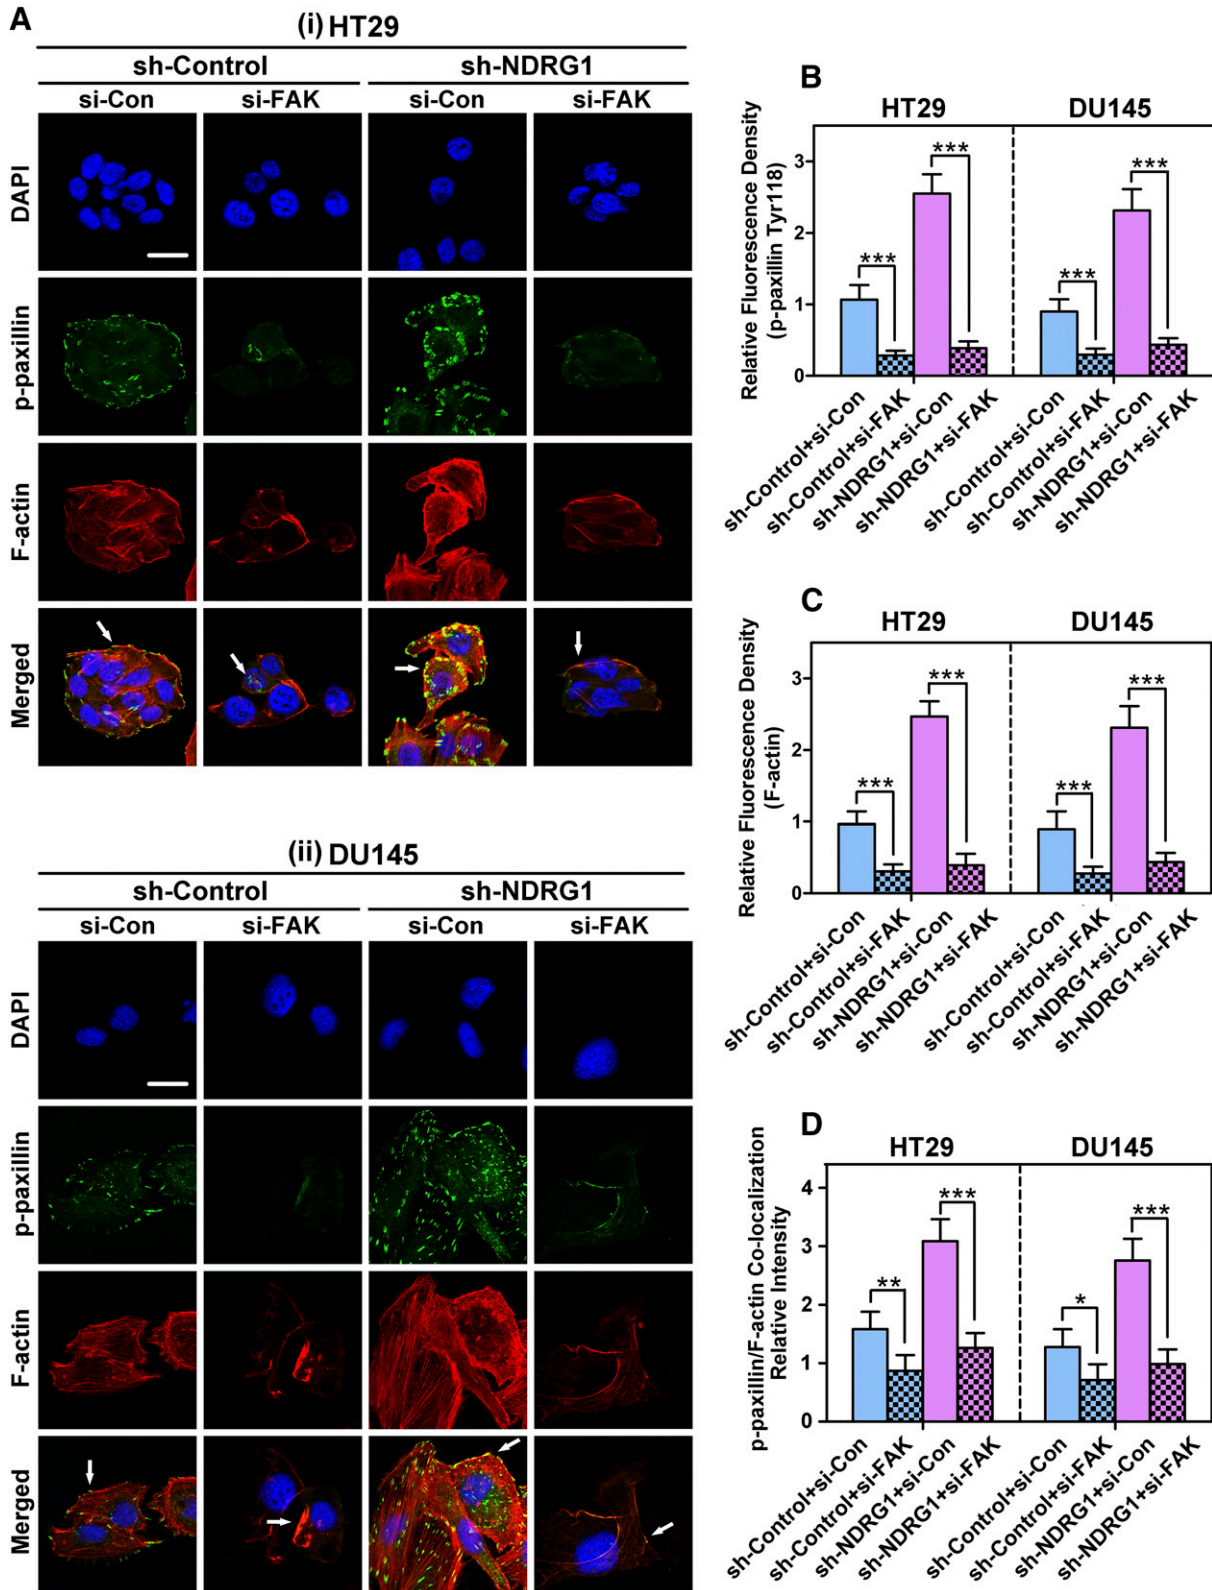 A
(i) HT29
sh-Control sh-NDRG1
si-Con si-FAK si-Con si-FAK
DAPI
p-paxillin
F-actin
Merged
(ii) DU145
sh-Control sh-NDRG1
si-Con si-FAK si-Con si-FAK
DAPI
p-paxillin
F-actin
Merged
B
HT29 DU145
Relative Fluorescence Density
(p-paxillin Tyr118)
3
2
1
0
*** *** *** ***
sh-Control+si-Con
sh-Control+si-FAK
sh-NDRG1+si-Con
sh-NDRG1+si-FAK
sh-Control+si-Con
sh-Control+si-FAK
sh-NDRG1+si-Con
sh-NDRG1+si-FAK
C
HT29 DU145
Relative Fluorescence Density
(F-actin)
3
2
1
0
*** *** *** ***
sh-Control+si-Con
sh-Control+si-FAK
sh-NDRG1+si-Con
sh-NDRG1+si-FAK
sh-Control+si-Con
sh-Control+si-FAK
sh-NDRG1+si-Con
sh-NDRG1+si-FAK
D
HT29 DU145
p-paxillin/F-actin Co-localization
Relative Intensity
4
3
2
1
0
** *** * ***
sh-Control+si-Con
sh-Control+si-FAK
sh-NDRG1+si-Con
sh-NDRG1+si-FAK
sh-Control+si-Con
sh-Control+si-FAK
sh-NDRG1+si-Con
sh-NDRG1+si-FAK